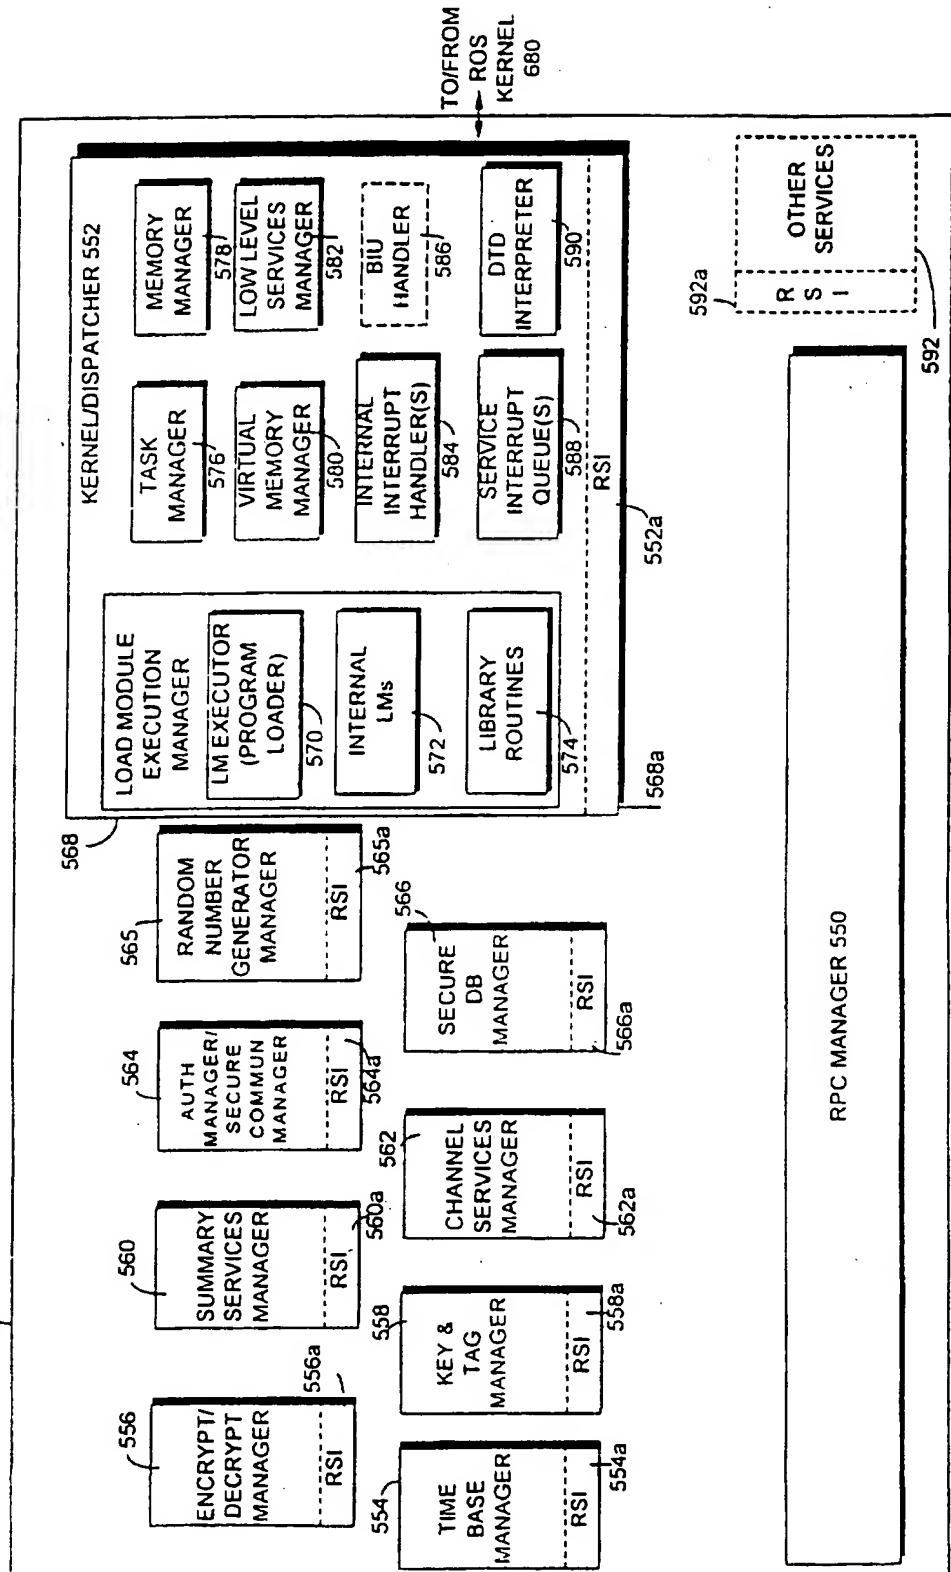 TO/FROM
ROS
KERNEL
680
KERNEL/DISPATCHER 552
LOAD MODULE
EXECUTION
MANAGER
LM EXECUTOR
(PROGRAM
LOADER)
570
INTERNAL
LMs
572
LIBRARY
ROUTINES
574
568
568a
TASK
MANAGER
576
MEMORY
MANAGER
578
VIRTUAL
MEMORY
MANAGER
580
LOW LEVEL
SERVICES
MANAGER
582
INTERNAL
INTERRUPT
HANDLER(S)
584
BIU
HANDLER
586
SERVICE
INTERRUPT
QUEUE(S)
588
DTD
INTERPRETER
590
RSI
552a
556
ENCRYPT/
DECRYPT
MANAGER
RSI
556a
560
SUMMARY
SERVICES
MANAGER
RSI
560a
564
AUTH
MANAGER/
SECURE
COMMUN
MANAGER
RSI
564a
565
RANDOM
NUMBER
GENERATOR
MANAGER
RSI
565a
554
TIME
BASE
MANAGER
RSI
554a
558
KEY &
TAG
MANAGER
RSI
558a
562
CHANNEL
SERVICES
MANAGER
RSI
562a
566
SECURE
DB
MANAGER
RSI
566a
RPC MANAGER 550
592a
R
S
I
OTHER
SERVICES
592